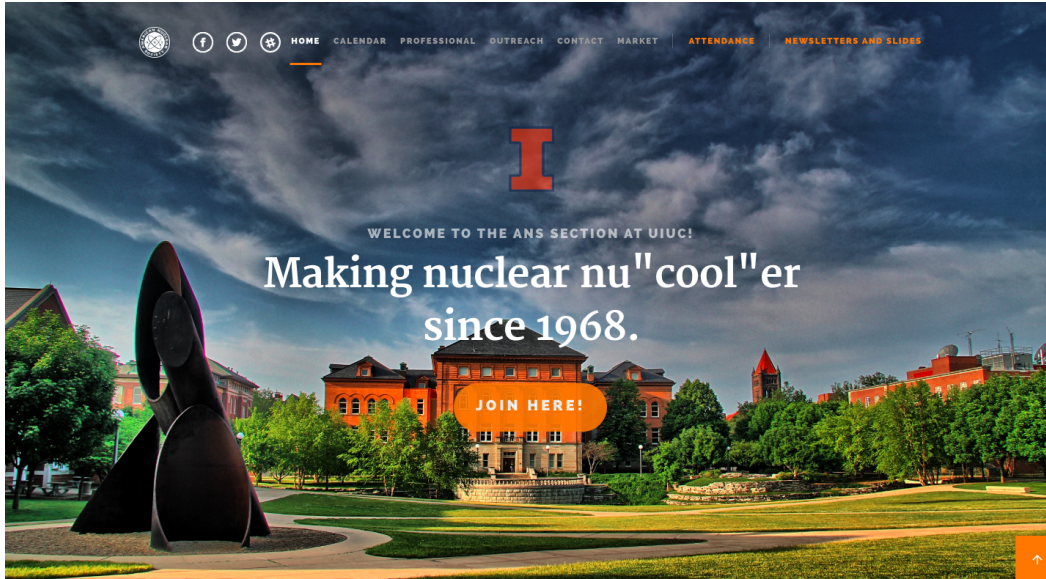 HOME
CALENDAR
PROFESSIONAL
OUTREACH
CONTACT
MARKET
ATTENDANCE
NEWSLETTERS AND SLIDES
I
WELCOME TO THE ANS SECTION AT UIUC!
Making nuclear nu"cool"er
since 1968.
JOIN HERE!